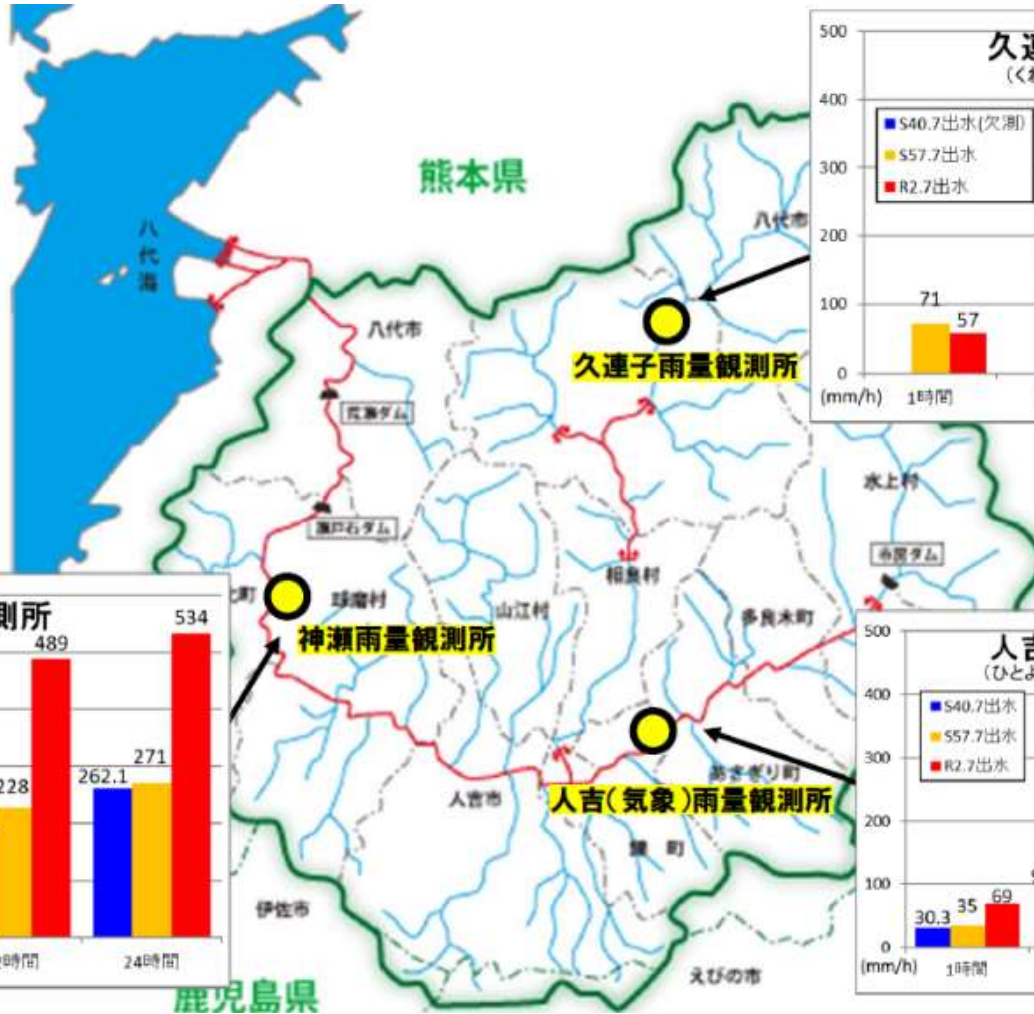 500
久連
(くれ
400
S40.7出水(欠測)
S57.7出水
R2.7出水
300
200
100
71
57
0
(mm/h)
1時間
熊本県
八代海
八代市
八代市
久連子雨量観測所
荒瀬ダム
瀬戸石ダム
水上村
市房ダム
相良村
球磨村
山江村
多良木町
神瀬雨量観測所
測所
489
534
228
262.1
271
時間
24時間
人吉市
あさぎり町
人吉(気象)雨量観測所
錦 町
伊佐市
えびの市
鹿児島県
500
人吉
(ひとよ
400
S40.7出水
S57.7出水
R2.7出水
300
200
100
30.3
35
69
0
(mm/h)
1時間